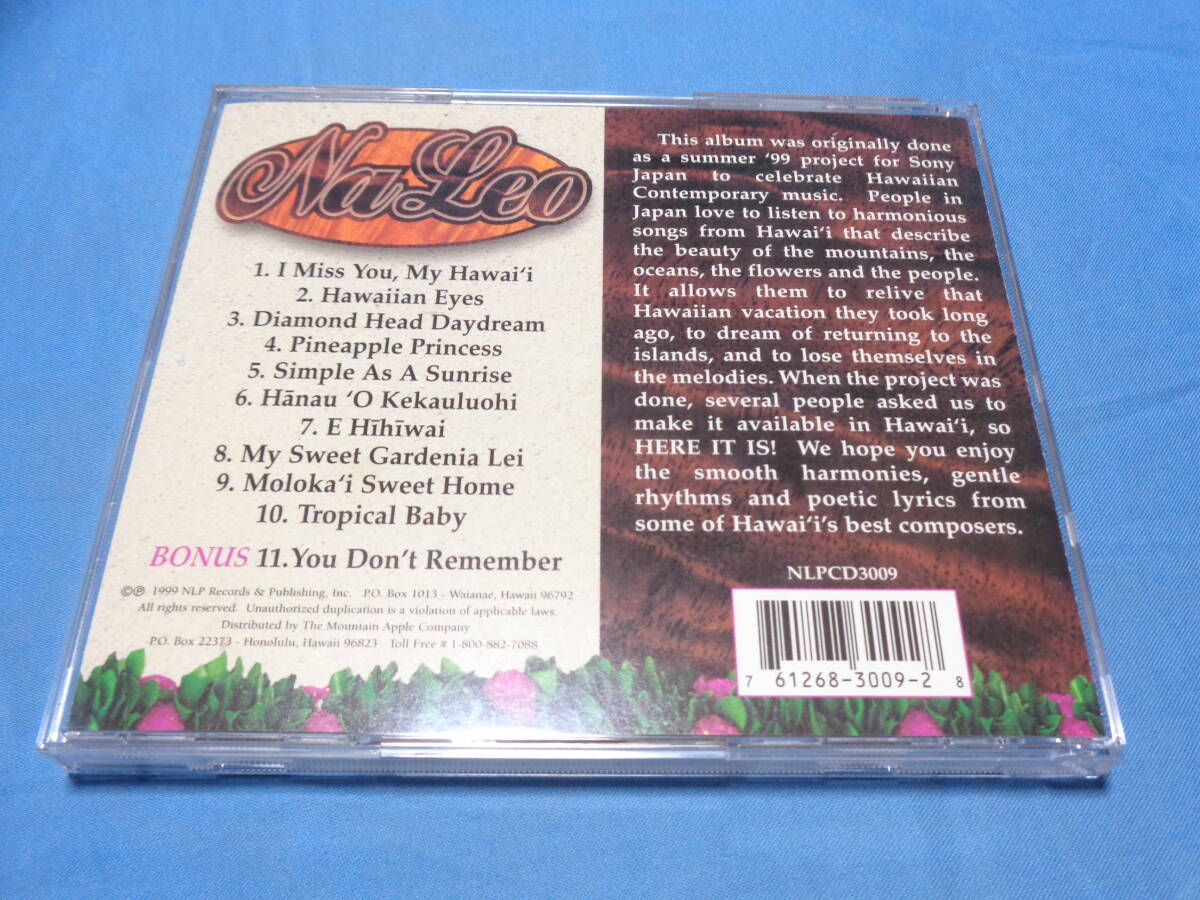 Na Leo
1. I Miss You, My Hawai‘i
2. Hawaiian Eyes
3. Diamond Head Daydream
4. Pineapple Princess
5. Simple As A Sunrise
6. Hānau ‘O Kekauluohi
7. E Hīhīwai
8. My Sweet Gardenia Lei
9. Moloka‘i Sweet Home
10. Tropical Baby
BONUS 11.You Don't Remember
©℗ 1999 NLP Records & Publishing, Inc. P.O. Box 1013 - Waianae, Hawaii 96792
All rights reserved. Unauthorized duplication is a violation of applicable laws.
Distributed by The Mountain Apple Company
P.O. Box 22373 - Honolulu, Hawaii 96823 Toll Free # 1-800-882-7088
This album was originally done
as a summer ‘99 project for Sony
Japan to celebrate Hawaiian
Contemporary music. People in
Japan love to listen to harmonious
songs from Hawai‘i that describe
the beauty of the mountains, the
oceans, the flowers and the people.
It allows them to relive that
Hawaiian vacation they took long
ago, to dream of returning to the
islands, and to lose themselves in
the melodies. When the project was
done, several people asked us to
make it available in Hawai‘i, so
HERE IT IS! We hope you enjoy
the smooth harmonies, gentle
rhythms and poetic lyrics from
some of Hawai‘i's best composers.
NLPCD3009
7 61268-3009-2 8